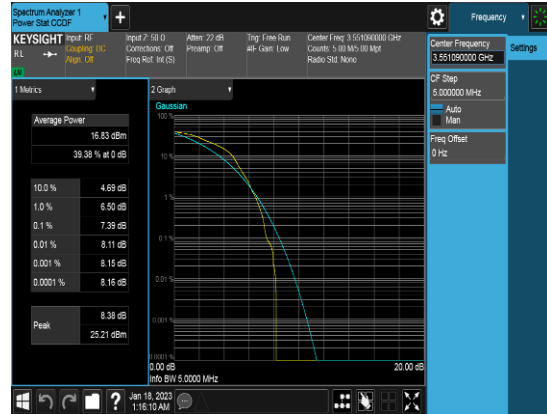 Spectrum Analyzer 1
Power Stat CCDF
+
Frequency
KEYSIGHT
RL
Input: RF
Coupling: DC
Align: Off
Input Z: 50 Ω
Corrections: Off
Freq Ref: Int (S)
Atten: 22 dB
Preamp: Off
Trig: Free Run
#IF Gain: Low
Center Freq: 3.551090000 GHz
Counts: 5.00 M/5.00 Mpt
Radio Std: None
LNI
Center Frequency
3.551090000 GHz
Settings
CF Step
5.000000 MHz
Auto
Man
Freq Offset
0 Hz
1 Metrics
Average Power
16.83 dBm
39.38 % at 0 dB
10.0 % 4.69 dB
1.0 % 6.50 dB
0.1 % 7.39 dB
0.01 % 8.11 dB
0.001 % 8.15 dB
0.0001 % 8.16 dB
Peak
8.38 dB
25.21 dBm
2 Graph
Gaussian
100 %
10 %
1 %
0.1 %
0.01 %
0.001 %
0.0001 %
0.00 dB
20.00 dB
Info BW 5.0000 MHz
?
Jan 18, 2023
1:16:10 AM